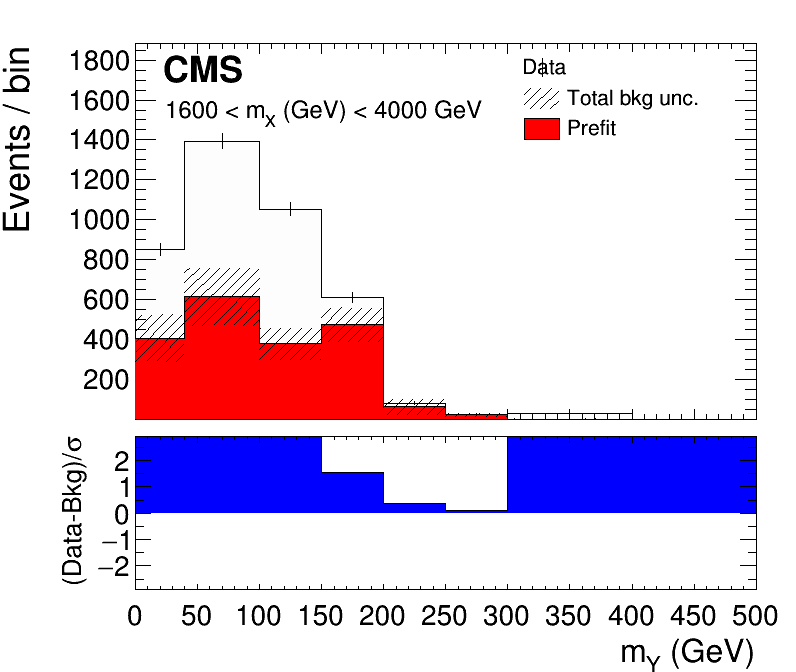 Events / bin
1800
1600
1400
1200
1000
800
600
400
200
CMS
1600 < mX (GeV) < 4000 GeV
Data
Total bkg unc.
Prefit
(Data-Bkg)/σ
2
1
0
−1
−2
0 50 100 150 200 250 300 350 400 450 500
mY (GeV)